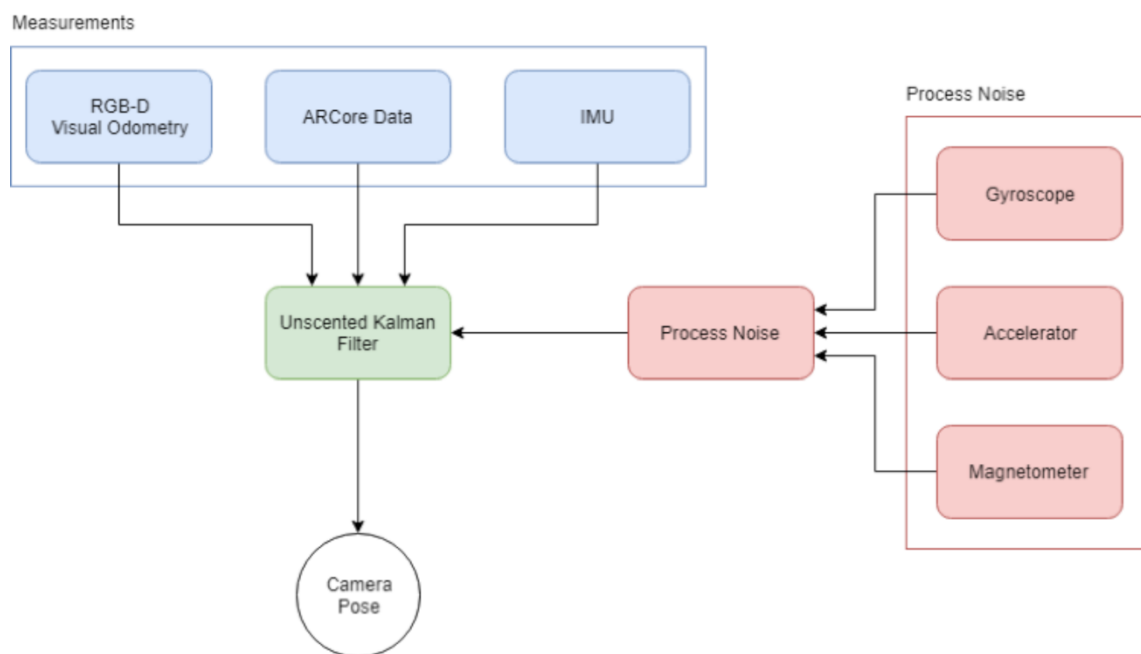 Measurements
RGB-D
Visual Odometry
ARCore Data
IMU
Process Noise
Gyroscope
Unscented Kalman
Filter
Process Noise
Accelerator
Magnetometer
Camera
Pose